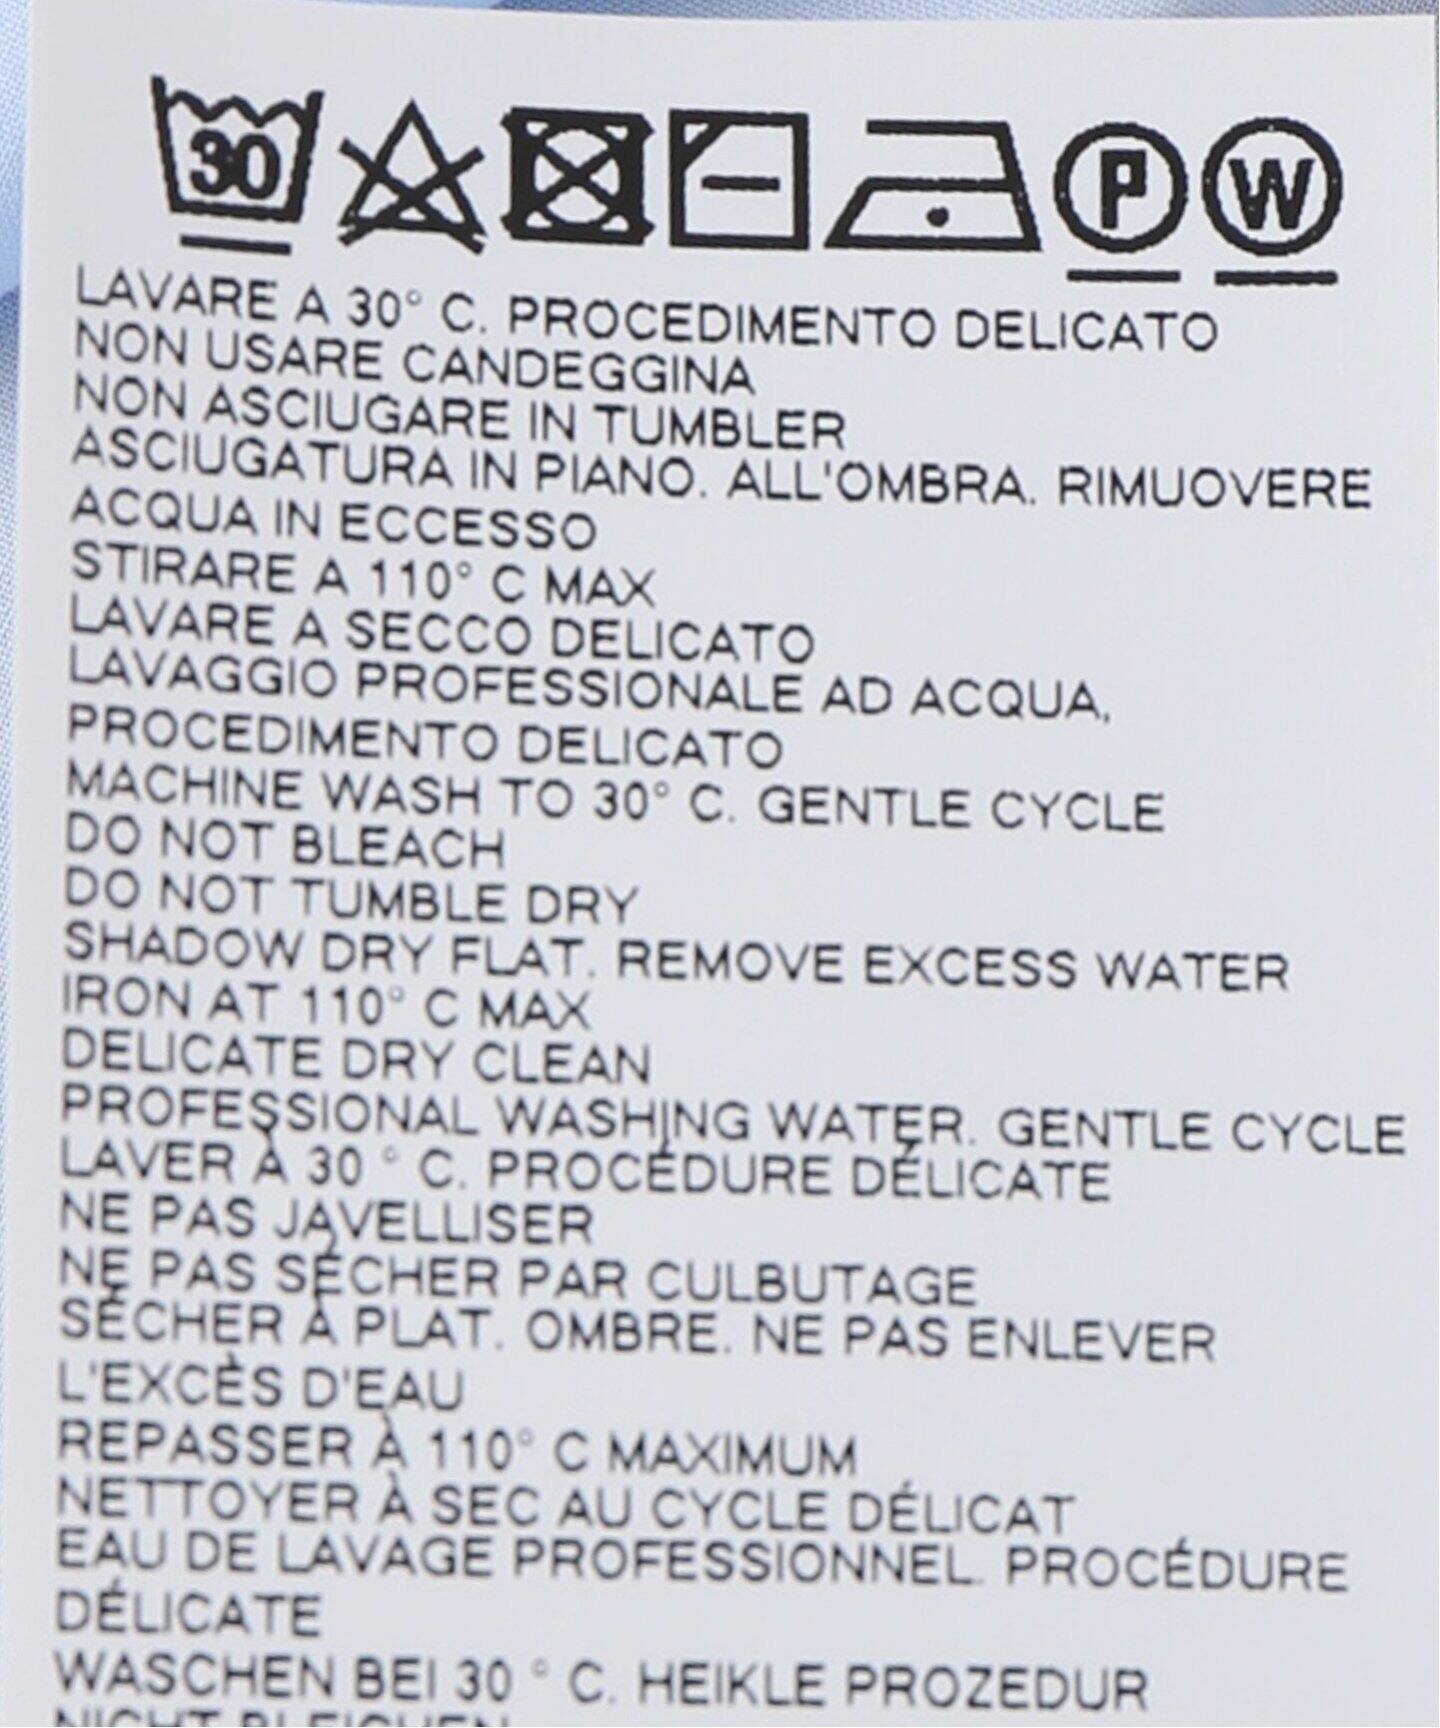 30 P W
LAVARE A 30° C. PROCEDIMENTO DELICATO
NON USARE CANDEGGINA
NON ASCIUGARE IN TUMBLER
ASCIUGATURA IN PIANO. ALL'OMBRA. RIMUOVERE
ACQUA IN ECCESSO
STIRARE A 110° C MAX
LAVARE A SECCO DELICATO
LAVAGGIO PROFESSIONALE AD ACQUA,
PROCEDIMENTO DELICATO
MACHINE WASH TO 30° C. GENTLE CYCLE
DO NOT BLEACH
DO NOT TUMBLE DRY
SHADOW DRY FLAT. REMOVE EXCESS WATER
IRON AT 110° C MAX
DELICATE DRY CLEAN
PROFESSIONAL WASHING WATER. GENTLE CYCLE
LAVER À 30 ° C. PROCÉDURE DÉLICATE
NE PAS JAVELLISER
NE PAS SÉCHER PAR CULBUTAGE
SÉCHER À PLAT. OMBRE. NE PAS ENLEVER
L'EXCÈS D'EAU
REPASSER À 110° C MAXIMUM
NETTOYER À SEC AU CYCLE DÉLICAT
EAU DE LAVAGE PROFESSIONNEL. PROCÉDURE
DÉLICATE
WASCHEN BEI 30 ° C. HEIKLE PROZEDUR
NICHT BLEICHEN